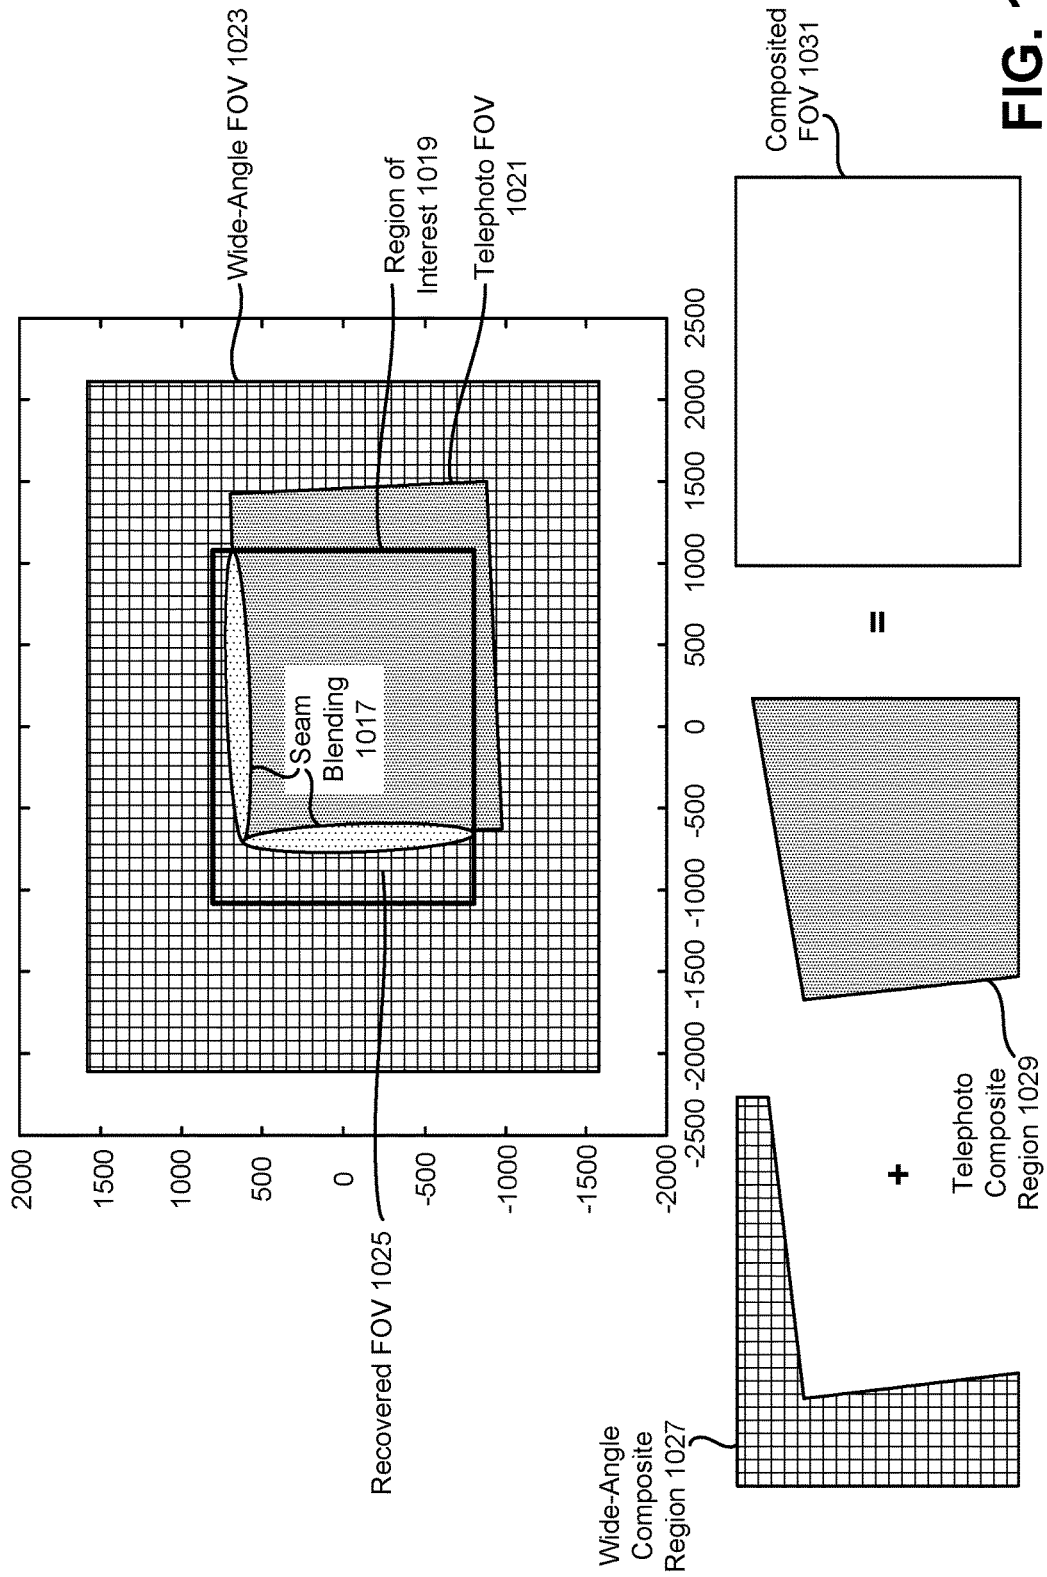 2000
1500
1000
500
0
-500
-1000
-1500
-2000
-2500 -2000 -1500 -1000 -500 0 500 1000 1500 2000 2500
Wide-Angle FOV 1023
Region of
Interest 1019
Telephoto FOV
1021
Seam
Blending
1017
Recovered FOV 1025
Wide-Angle
Composite
Region 1027
+
Telephoto
Composite
Region 1029
=
Composited
FOV 1031
FIG.